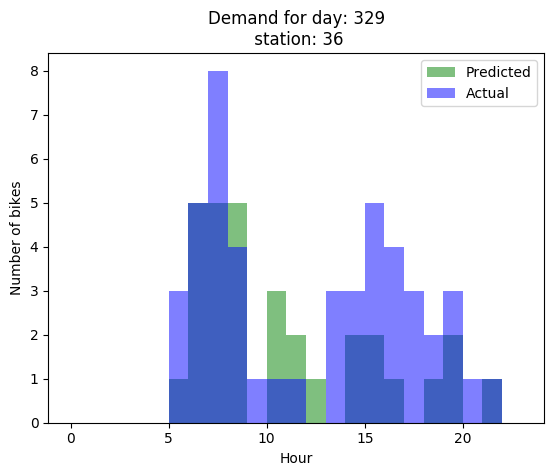 Demand for day: 329
station: 36
Predicted
Actual
Number of bikes
8
7
6
5
4
3
2
1
0
0 5 10 15 20
Hour